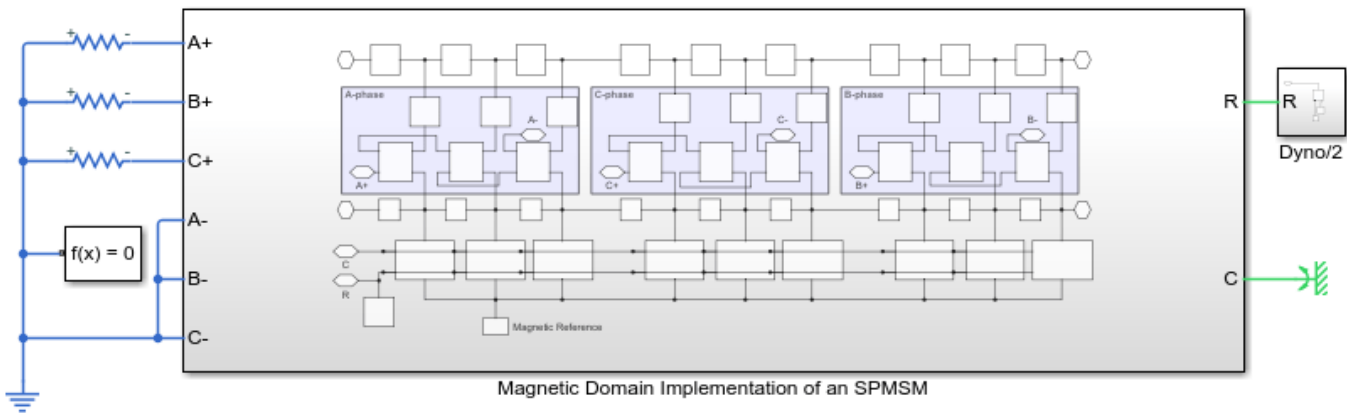 + -
A+
+ -
B+
+ -
C+
A-
f(x) = 0
B-
C-
A-phase
A-
A+
C-phase
C-
C+
B-phase
B-
B+
C
R
Magnetic Reference
R
R
Dyno/2
C
Magnetic Domain Implementation of an SPMSM